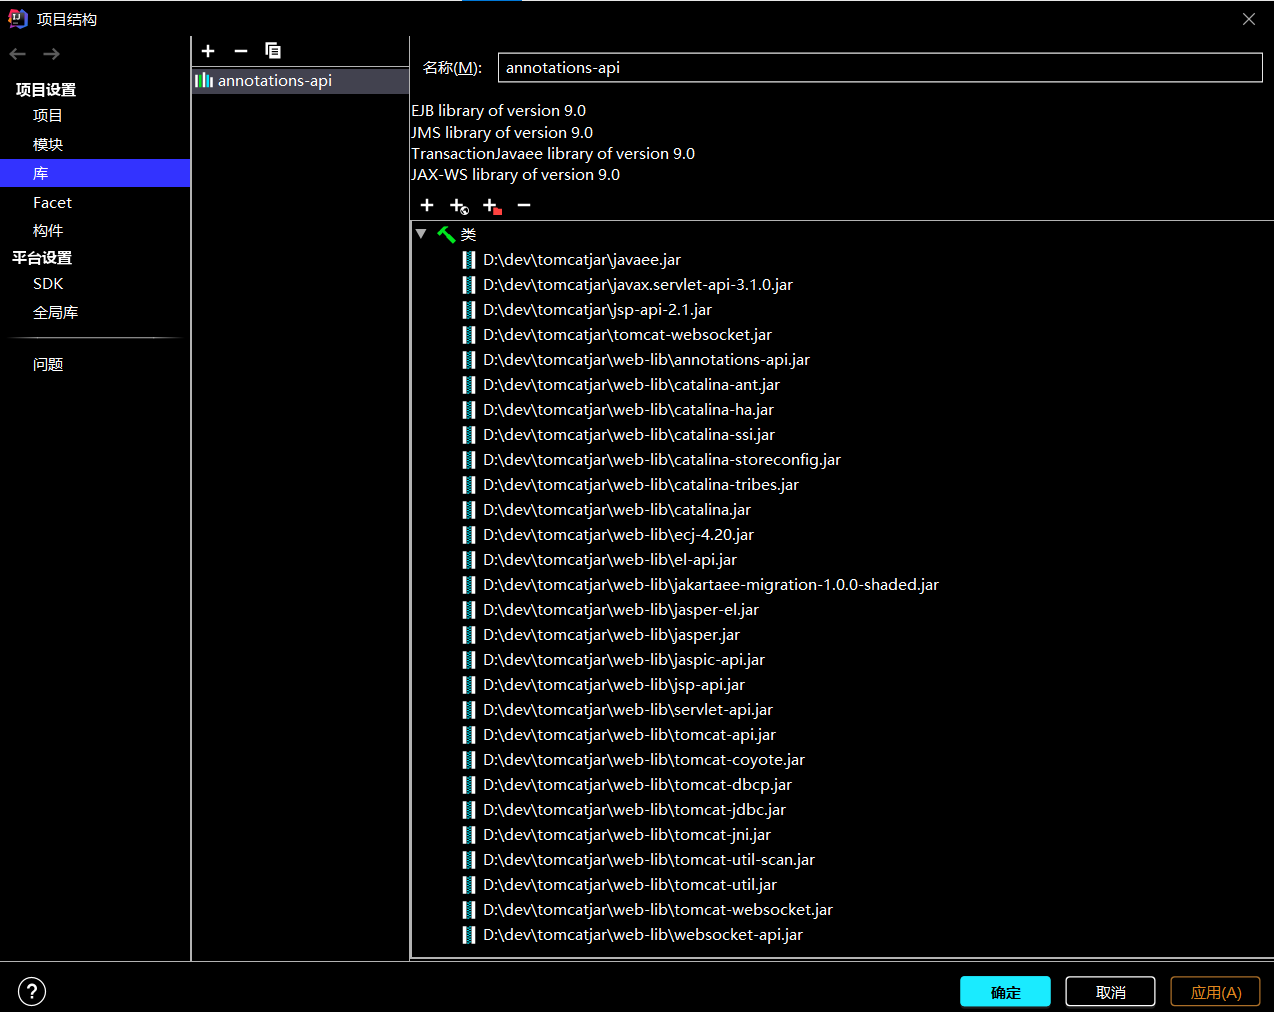 项目结构
项目设置
项目
模块
库
Facet
构件
平台设置
SDK
全局库
问题
annotations-api
名称(M):
annotations-api
EJB library of version 9.0
JMS library of version 9.0
TransactionJavaee library of version 9.0
JAX-WS library of version 9.0
类
D:\dev\tomcatjar\javaee.jar
D:\dev\tomcatjar\javax.servlet-api-3.1.0.jar
D:\dev\tomcatjar\jsp-api-2.1.jar
D:\dev\tomcatjar\tomcat-websocket.jar
D:\dev\tomcatjar\web-lib\annotations-api.jar
D:\dev\tomcatjar\web-lib\catalina-ant.jar
D:\dev\tomcatjar\web-lib\catalina-ha.jar
D:\dev\tomcatjar\web-lib\catalina-ssi.jar
D:\dev\tomcatjar\web-lib\catalina-storeconfig.jar
D:\dev\tomcatjar\web-lib\catalina-tribes.jar
D:\dev\tomcatjar\web-lib\catalina.jar
D:\dev\tomcatjar\web-lib\ecj-4.20.jar
D:\dev\tomcatjar\web-lib\el-api.jar
D:\dev\tomcatjar\web-lib\jakartaee-migration-1.0.0-shaded.jar
D:\dev\tomcatjar\web-lib\jasper-el.jar
D:\dev\tomcatjar\web-lib\jasper.jar
D:\dev\tomcatjar\web-lib\jaspic-api.jar
D:\dev\tomcatjar\web-lib\jsp-api.jar
D:\dev\tomcatjar\web-lib\servlet-api.jar
D:\dev\tomcatjar\web-lib\tomcat-api.jar
D:\dev\tomcatjar\web-lib\tomcat-coyote.jar
D:\dev\tomcatjar\web-lib\tomcat-dbcp.jar
D:\dev\tomcatjar\web-lib\tomcat-jdbc.jar
D:\dev\tomcatjar\web-lib\tomcat-jni.jar
D:\dev\tomcatjar\web-lib\tomcat-util-scan.jar
D:\dev\tomcatjar\web-lib\tomcat-util.jar
D:\dev\tomcatjar\web-lib\tomcat-websocket.jar
D:\dev\tomcatjar\web-lib\websocket-api.jar
?
确定
取消
应用(A)